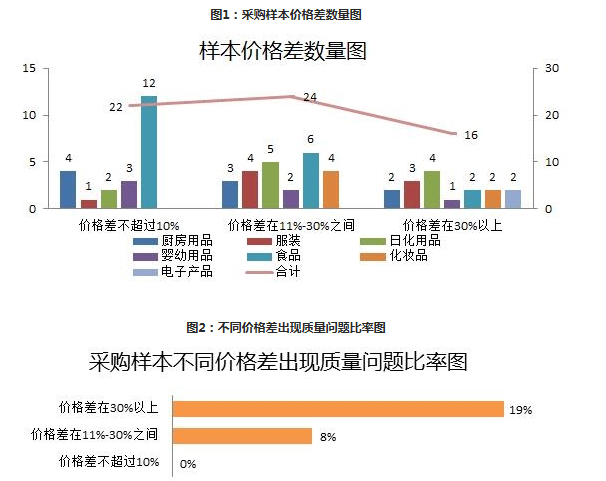 图1：采购样本价格差数量图
样本价格差数量图
15 30
12
24
22
10 20
16
6
5
5 4 4 4 4 10
3 3 3
2 2 2 2 2 2
1 1
0 0
价格差不超过10% 价格差在11%-30%之间 价格差在30%以上
厨房用品 服装 日化用品
婴幼用品 食品 化妆品
电子产品 合计
图2：不同价格差出现质量问题比率图
采购样本不同价格差出现质量问题比率图
价格差在30%以上 19%
价格差在11%-30%之间 8%
价格差不超过10% 0%